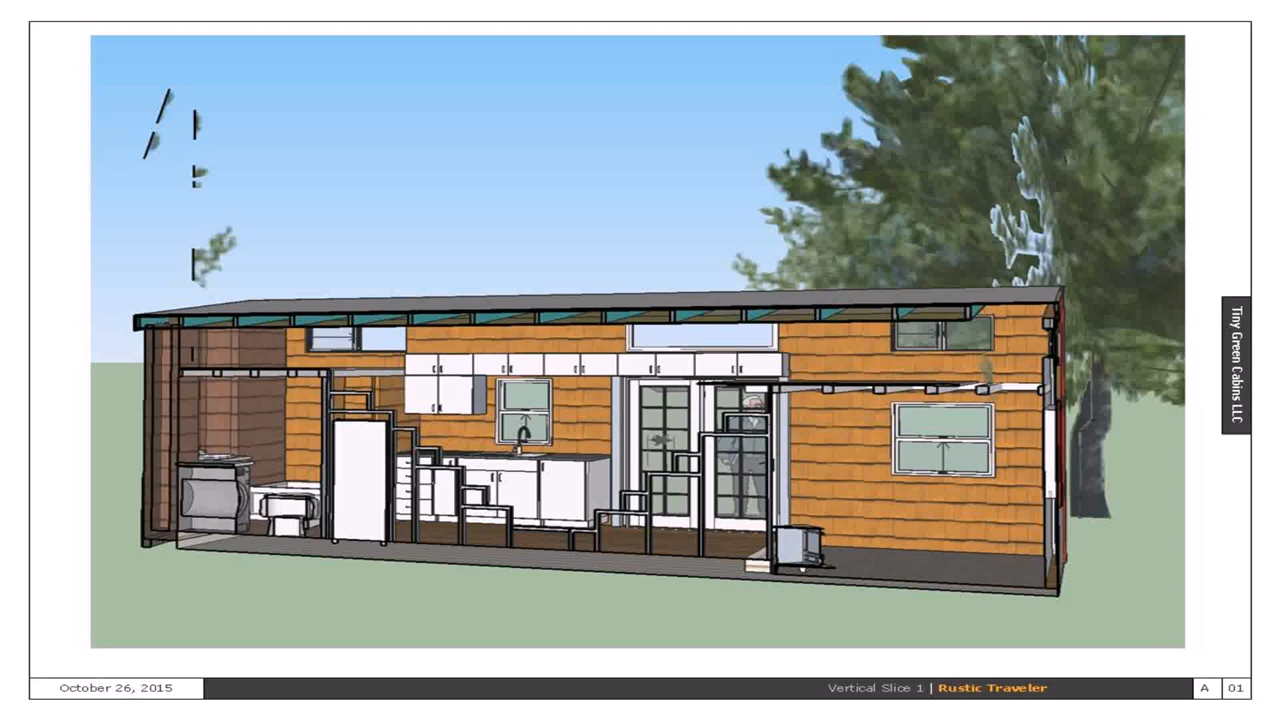 Tiny Green Cabins LLC
October 26, 2015
Vertical Slice 1 | Rustic Traveler
A 01